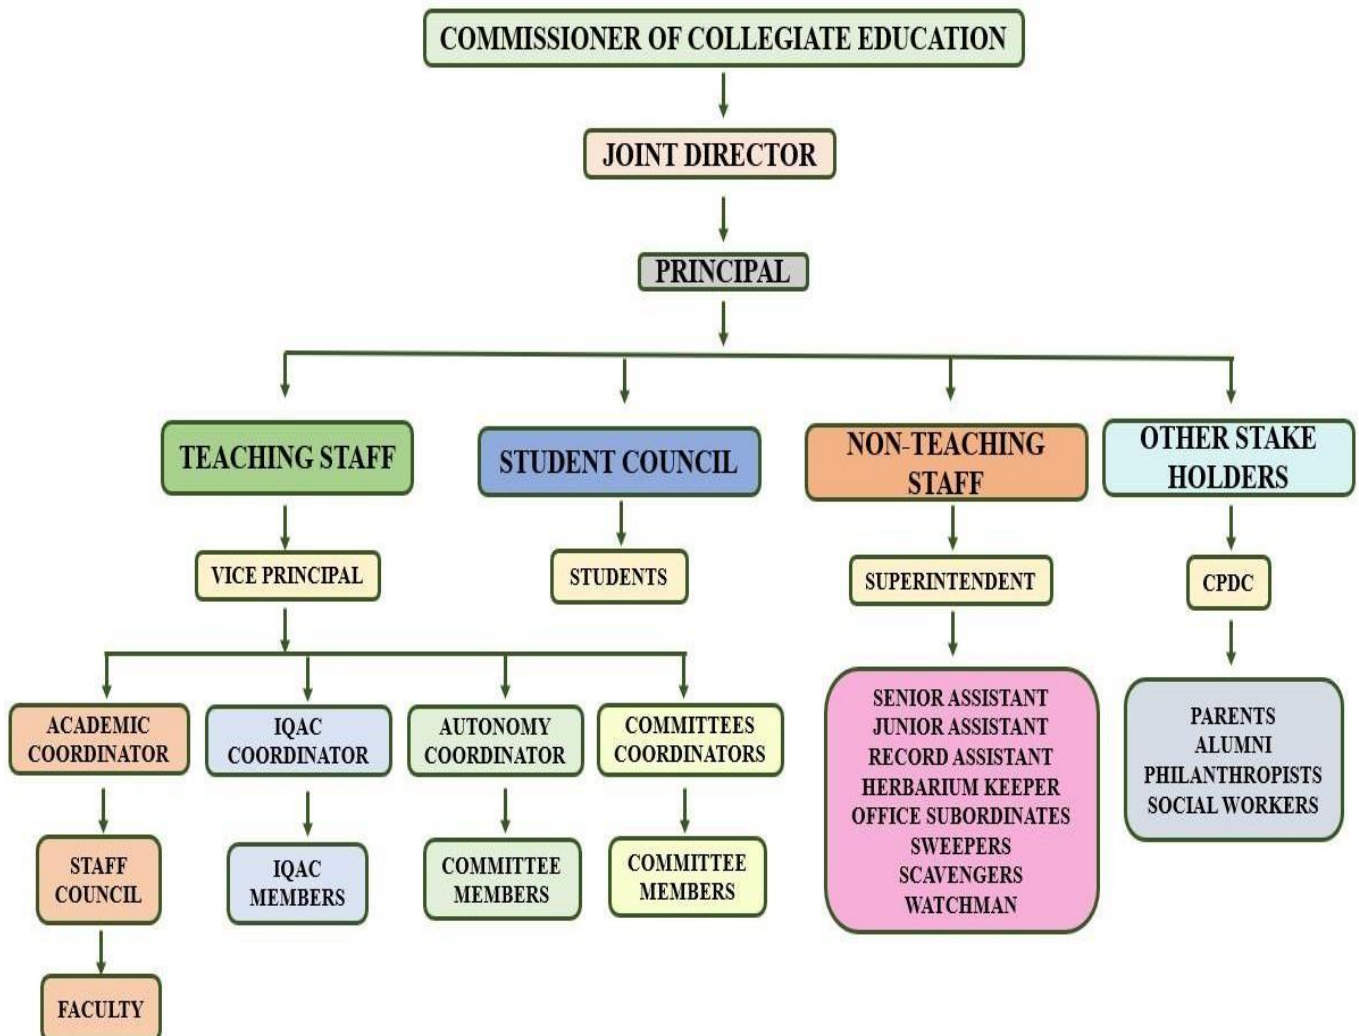 COMMISSIONER OF COLLEGIATE EDUCATION
JOINT DIRECTOR
PRINCIPAL
TEACHING STAFF
STUDENT COUNCIL
NON-TEACHING
STAFF
OTHER STAKE
HOLDERS
VICE PRINCIPAL
STUDENTS
SUPERINTENDENT
CPDC
ACADEMIC
COORDINATOR
IQAC
COORDINATOR
AUTONOMY
COORDINATOR
COMMITTEES
COORDINATORS
SENIOR ASSISTANT
JUNIOR ASSISTANT
RECORD ASSISTANT
HERBARIUM KEEPER
OFFICE SUBORDINATES
SWEEPERS
SCAVENGERS
WATCHMAN
PARENTS
ALUMNI
PHILANTHROPISTS
SOCIAL WORKERS
STAFF
COUNCIL
IQAC
MEMBERS
COMMITTEE
MEMBERS
COMMITTEE
MEMBERS
FACULTY